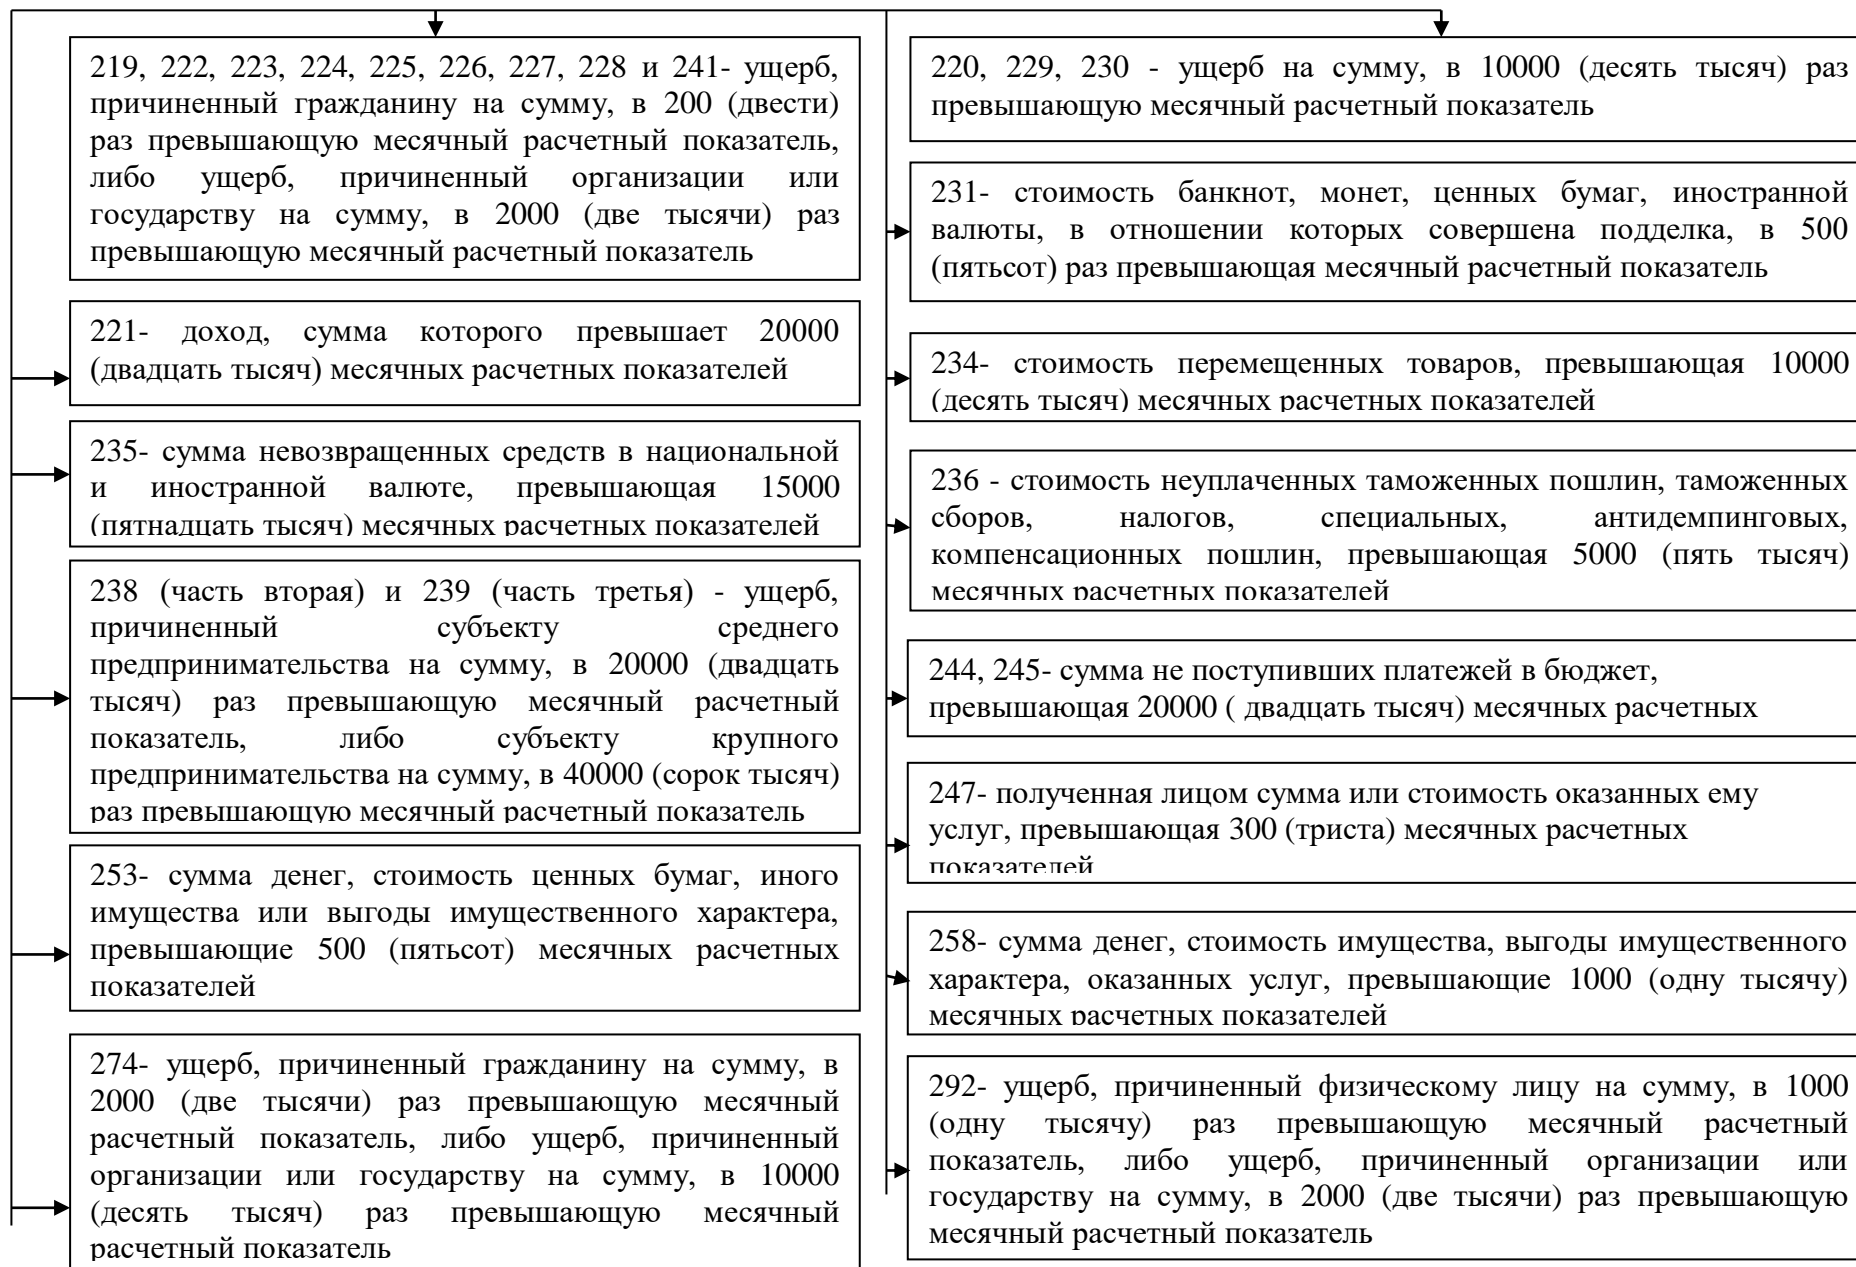 219, 222, 223, 224, 225, 226, 227, 228 и 241- ущерб,
причиненный гражданину на сумму, в 200 (двести)
раз превышающую месячный расчетный показатель,
либо ущерб, причиненный организации или
государству на сумму, в 2000 (две тысячи) раз
превышающую месячный расчетный показатель
221- доход, сумма которого превышает 20000
(двадцать тысяч) месячных расчетных показателей
235- сумма невозвращенных средств в национальной
и иностранной валюте, превышающая 15000
(пятнадцать тысяч) месячных расчетных показателей
238 (часть вторая) и 239 (часть третья) - ущерб,
причиненный субъекту среднего
предпринимательства на сумму, в 20000 (двадцать
тысяч) раз превышающую месячный расчетный
показатель, либо субъекту крупного
предпринимательства на сумму, в 40000 (сорок тысяч)
раз превышающую месячный расчетный показатель
253- сумма денег, стоимость ценных бумаг, иного
имущества или выгоды имущественного характера,
превышающие 500 (пятьсот) месячных расчетных
показателей
274- ущерб, причиненный гражданину на сумму, в
2000 (две тысячи) раз превышающую месячный
расчетный показатель, либо ущерб, причиненный
организации или государству на сумму, в 10000
(десять тысяч) раз превышающую месячный
расчетный показатель
220, 229, 230 - ущерб на сумму, в 10000 (десять тысяч) раз
превышающую месячный расчетный показатель
231- стоимость банкнот, монет, ценных бумаг, иностранной
валюты, в отношении которых совершена подделка, в 500
(пятьсот) раз превышающая месячный расчетный показатель
234- стоимость перемещенных товаров, превышающая 10000
(десять тысяч) месячных расчетных показателей
236 - стоимость неуплаченных таможенных пошлин, таможенных
сборов, налогов, специальных, антидемпинговых,
компенсационных пошлин, превышающая 5000 (пять тысяч)
месячных расчетных показателей
244, 245- сумма не поступивших платежей в бюджет,
превышающая 20000 ( двадцать тысяч) месячных расчетных
247- полученная лицом сумма или стоимость оказанных ему
услуг, превышающая 300 (триста) месячных расчетных
показателей
258- сумма денег, стоимость имущества, выгоды имущественного
характера, оказанных услуг, превышающие 1000 (одну тысячу)
месячных расчетных показателей
292- ущерб, причиненный физическому лицу на сумму, в 1000
(одну тысячу) раз превышающую месячный расчетный
показатель, либо ущерб, причиненный организации или
государству на сумму, в 2000 (две тысячи) раз превышающую
месячный расчетный показатель